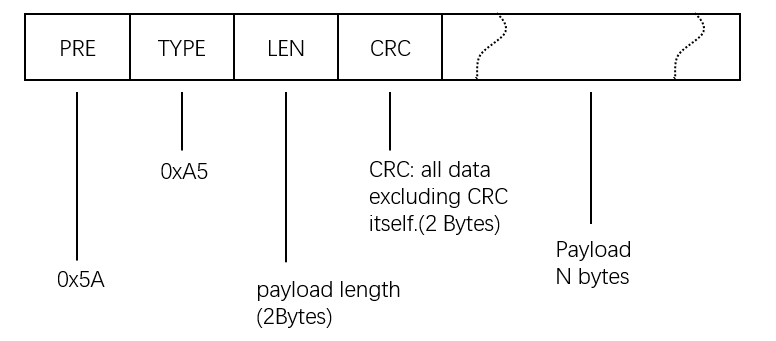 PRE TYPE LEN CRC
0xA5
CRC: all data
excluding CRC
itself.(2 Bytes)
Payload
N bytes
0x5A
payload length
(2Bytes)